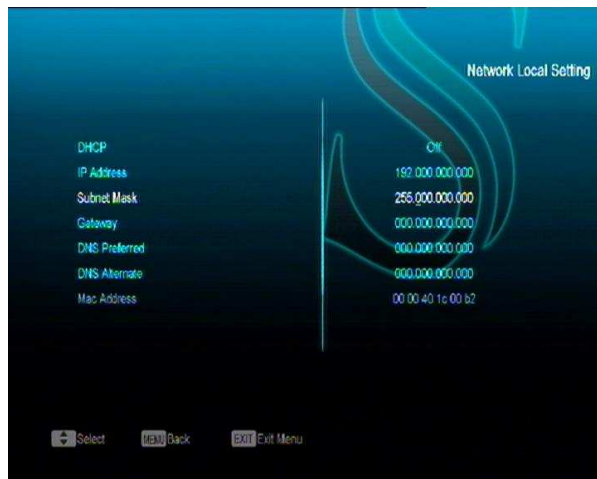 Network Local Setting
DHCP Off
IP Address 192.000.000.000
Subnet Mask 255.000.000.000
Gateway 000.000.000.000
DNS Preferred 000.000.000.000
DNS Alternate 000.000.000.000
Mac Address 00 00 40 1c 00 b2
Select MENU Back EXIT Exit Menu